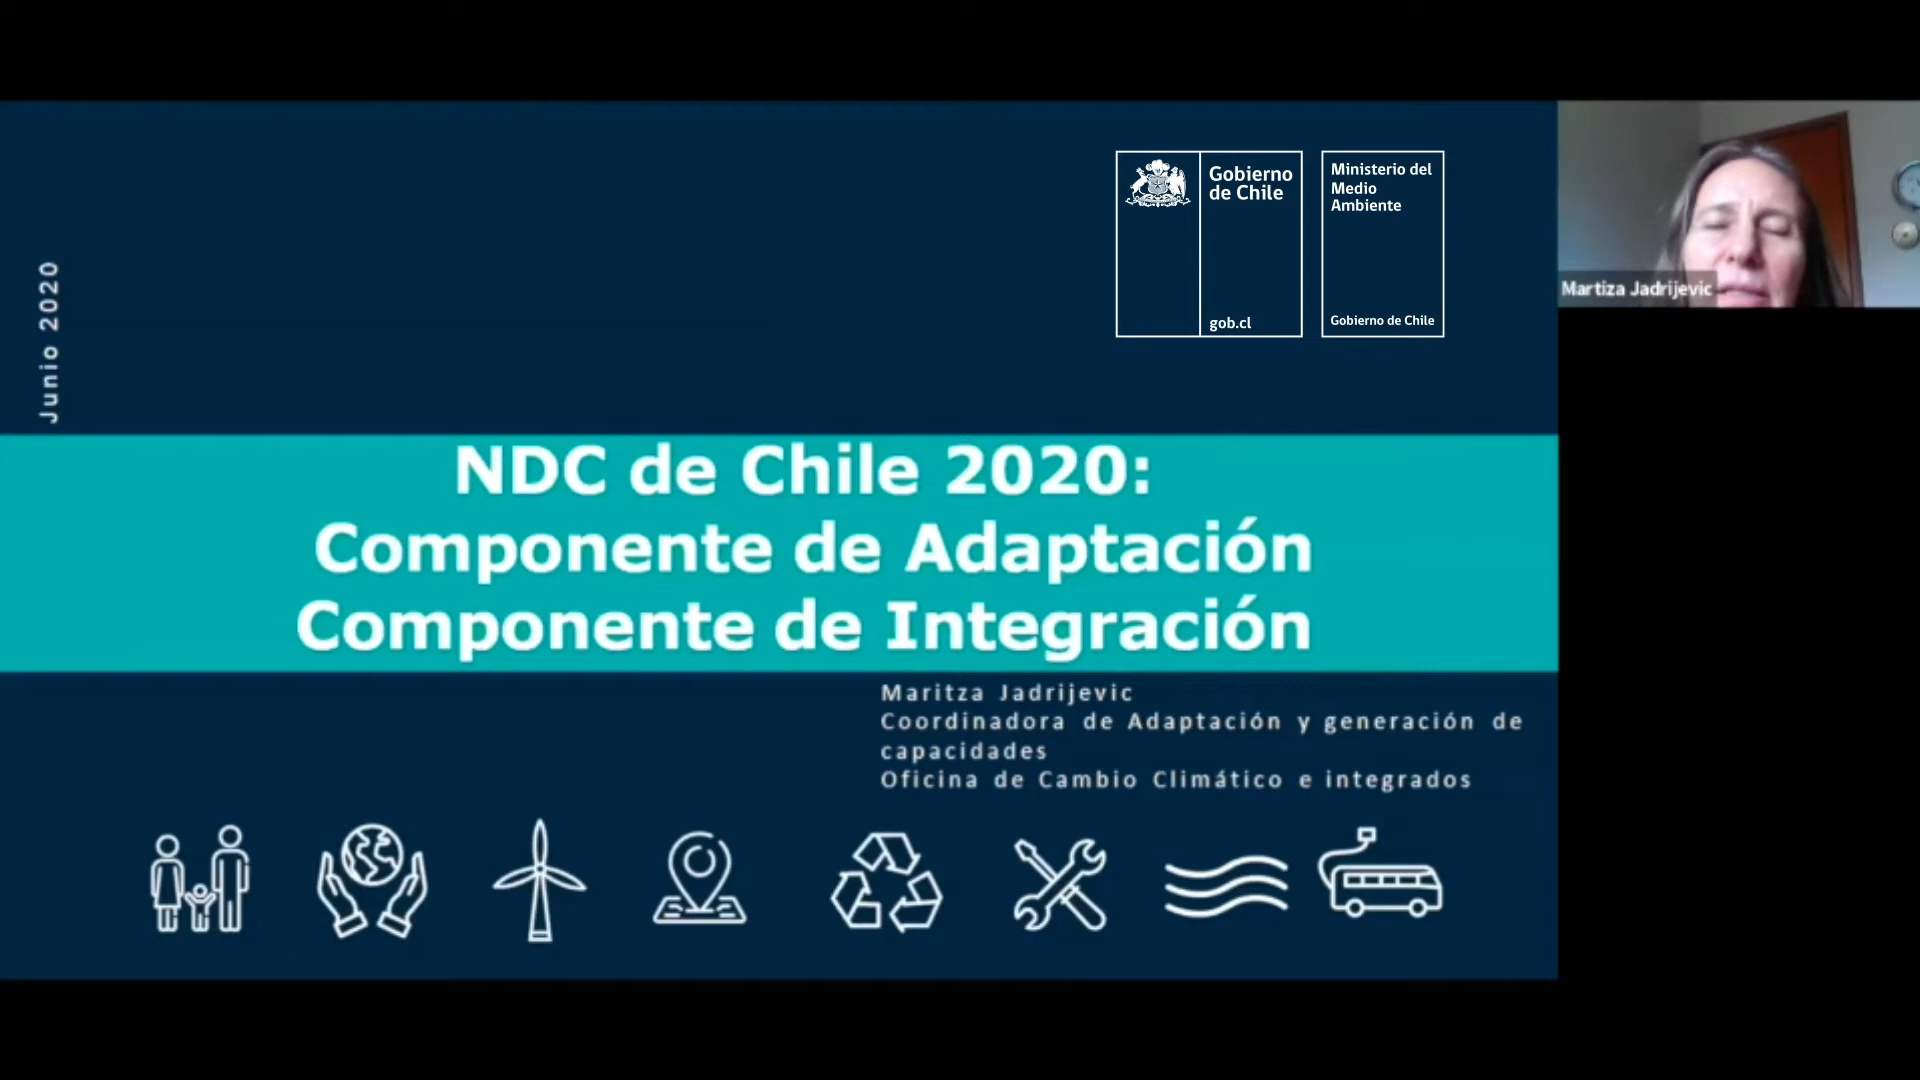 Junio 2020
Gobierno
de Chile
gob.cl
Ministerio del
Medio
Ambiente
Gobierno de Chile
Martiza Jadrijevic
NDC de Chile 2020:
Componente de Adaptación
Componente de Integración
Maritza Jadrijevic
Coordinadora de Adaptación y generación de
capacidades
Oficina de Cambio Climático e integrados